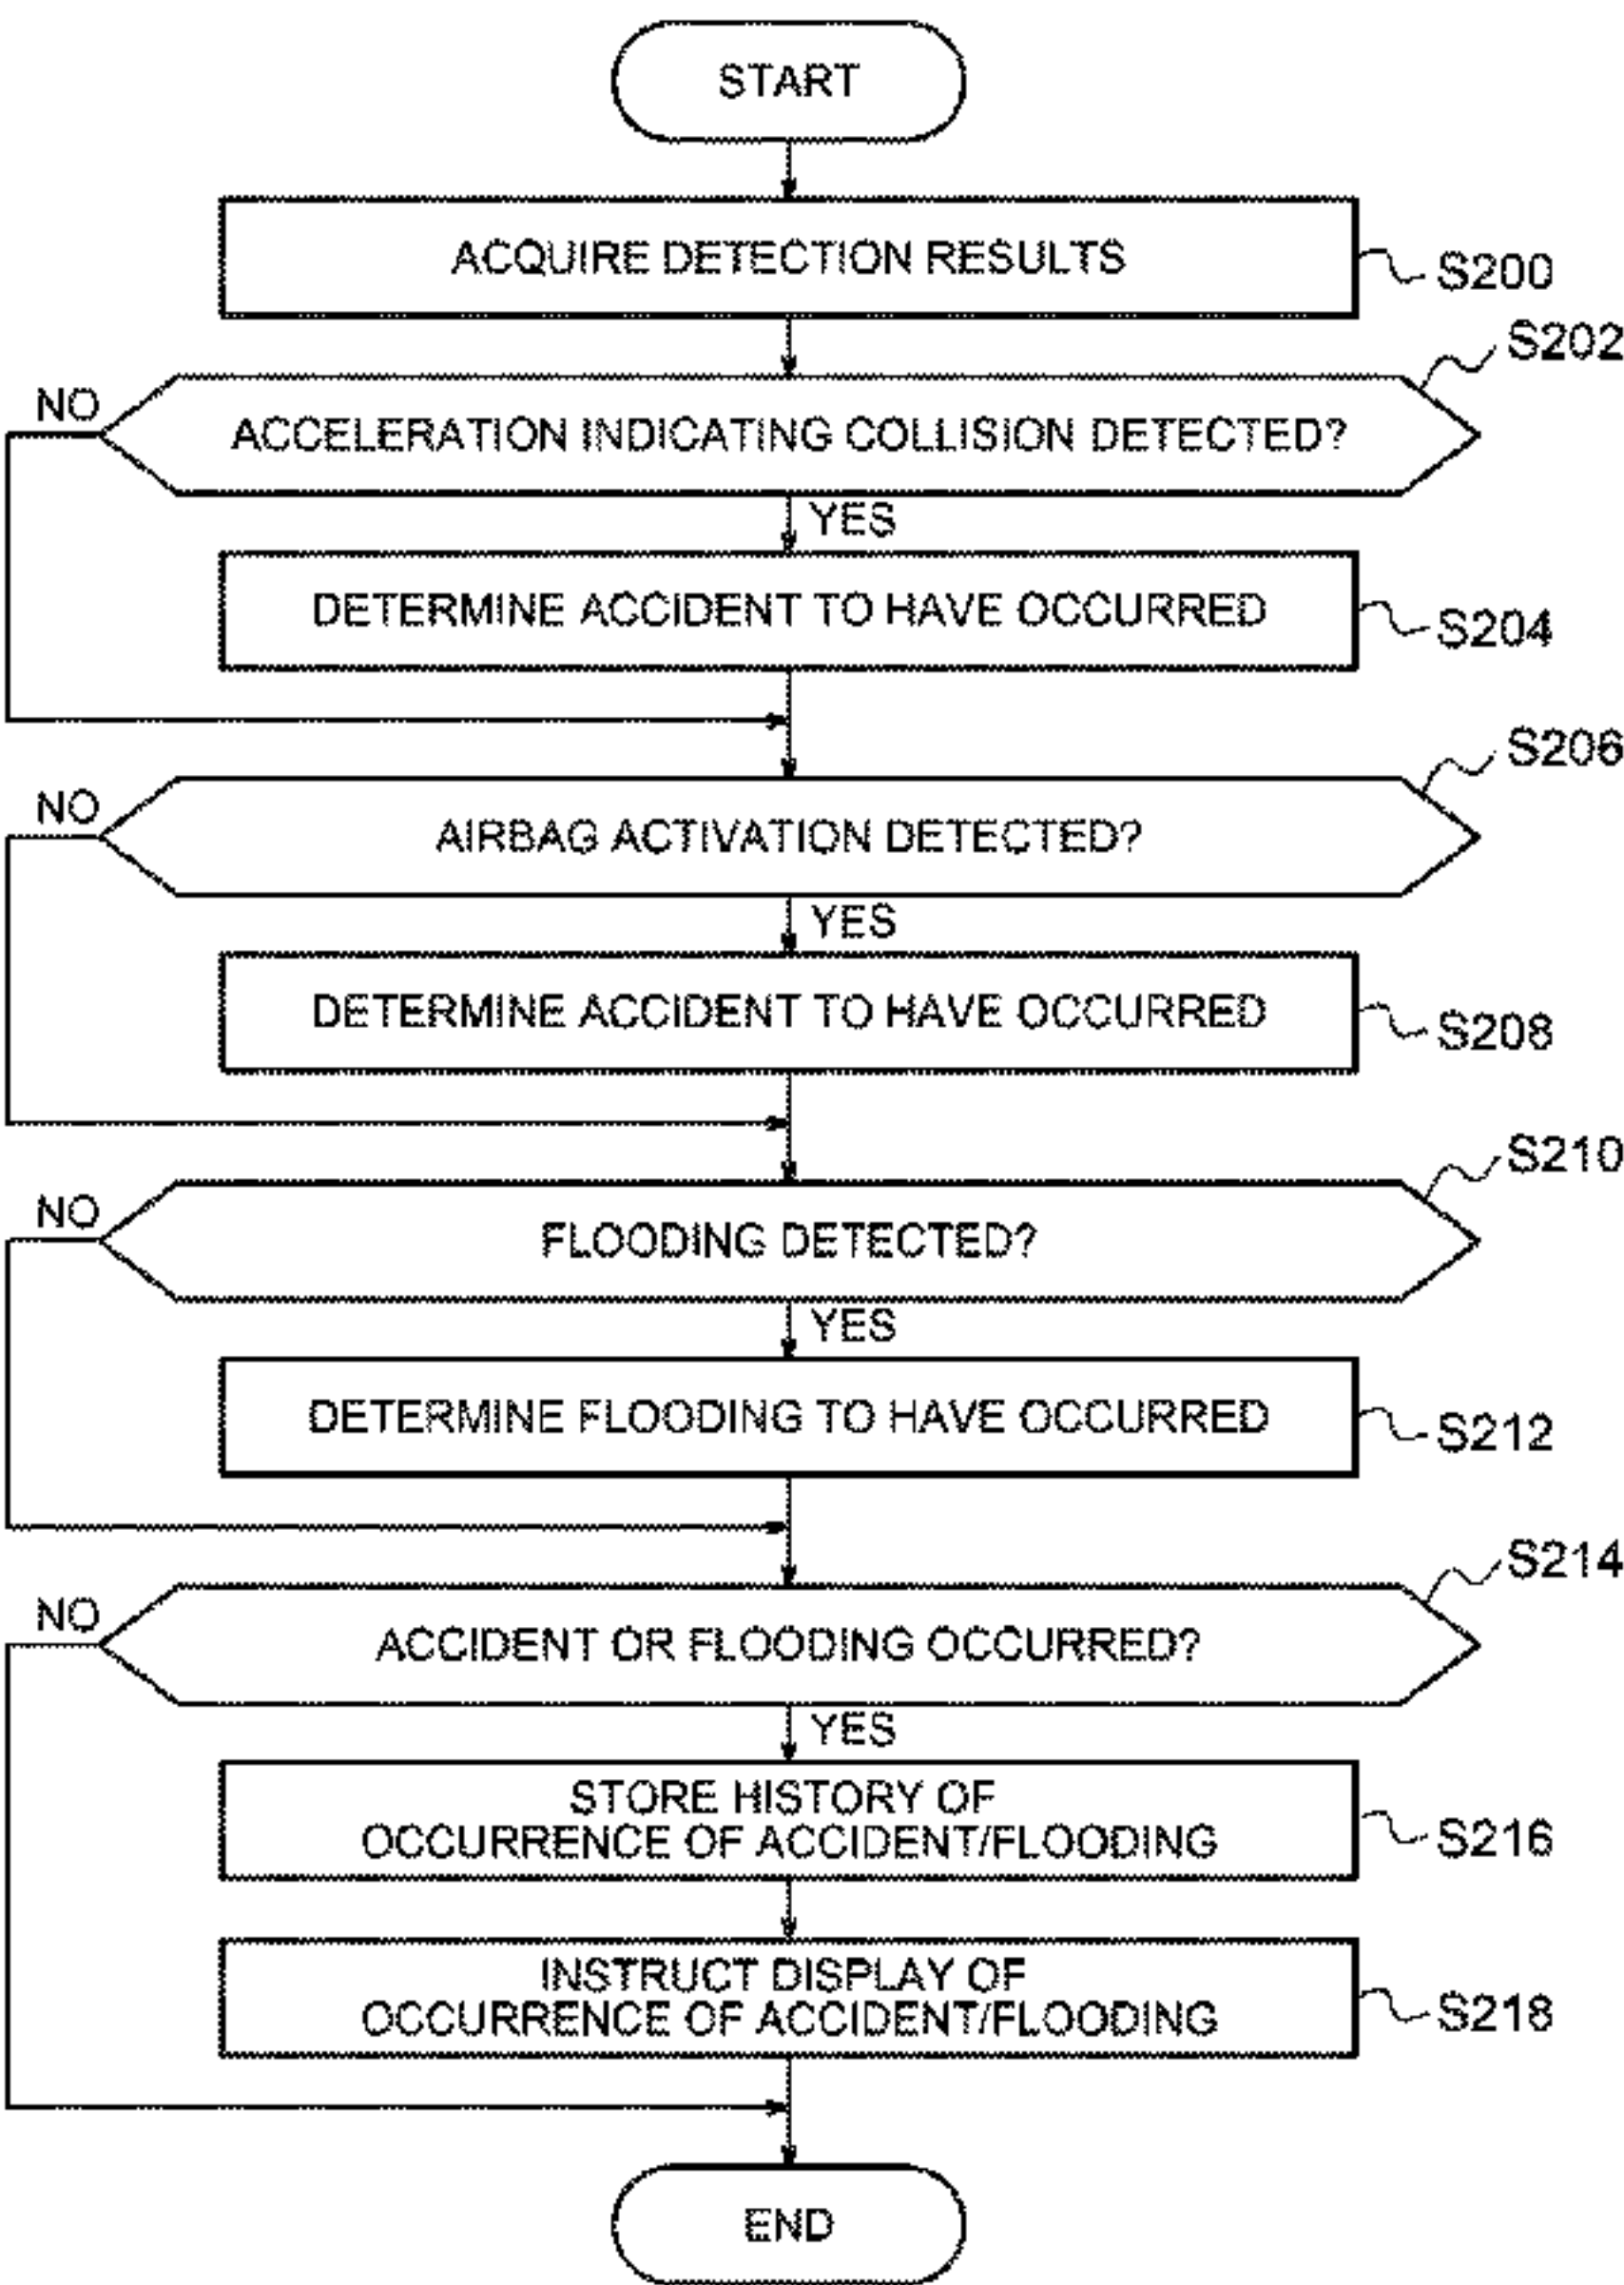 START
ACQUIRE DETECTION RESULTS
S200
S202
NO
ACCELERATION INDICATING COLLISION DETECTED?
YES
DETERMINE ACCIDENT TO HAVE OCCURRED
S204
S206
NO
AIRBAG ACTIVATION DETECTED?
YES
DETERMINE ACCIDENT TO HAVE OCCURRED
S208
S210
NO
FLOODING DETECTED?
YES
DETERMINE FLOODING TO HAVE OCCURRED
S212
S214
NO
ACCIDENT OR FLOODING OCCURRED?
YES
STORE HISTORY OF
OCCURRENCE OF ACCIDENT/FLOODING
S216
INSTRUCT DISPLAY OF
OCCURRENCE OF ACCIDENT/FLOODING
S218
END